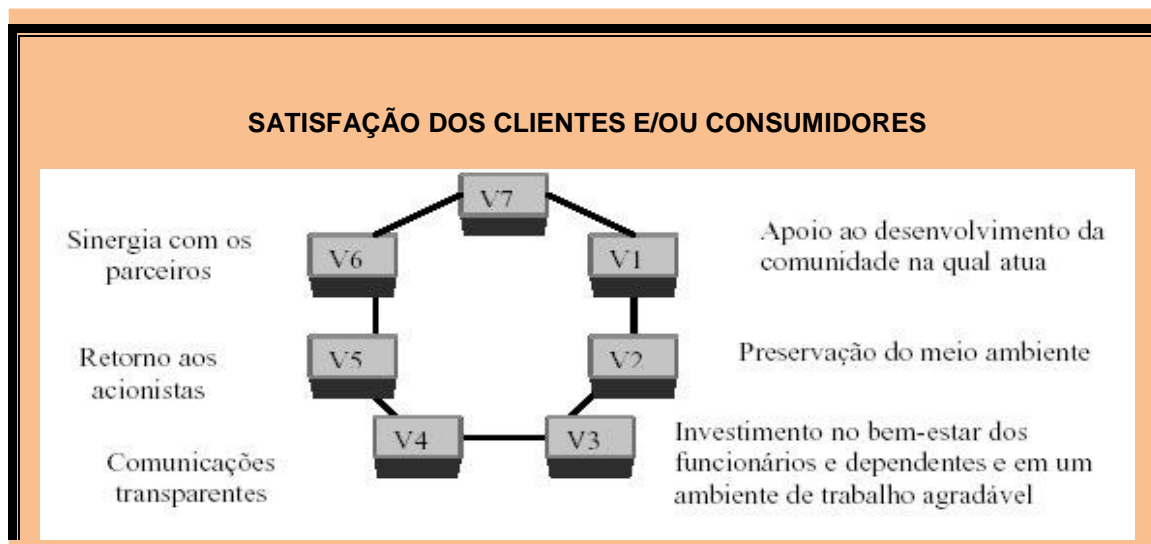 SATISFAÇÃO DOS CLIENTES E/OU CONSUMIDORES
V7
Sinergia com os
parceiros
V6
V1
Apoio ao desenvolvimento da
comunidade na qual atua
Retorno aos
acionistas
V5
V2
Preservação do meio ambiente
Comunicações
transparentes
V4
V3
Investimento no bem-estar dos
funcionários e dependentes e em um
ambiente de trabalho agradável